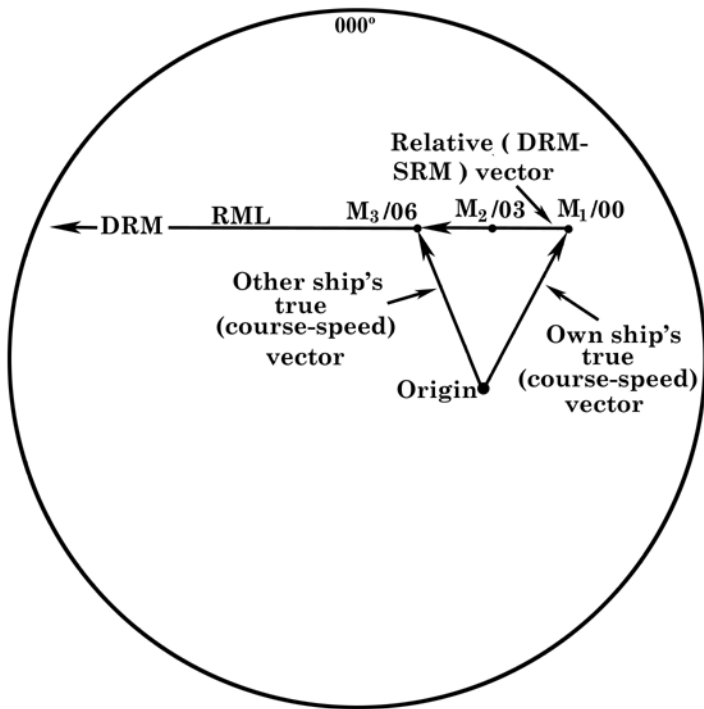 000º
Relative ( DRM-
SRM ) vector
DRM
RML
M₃/06
M₂/03
M₁/00
Other ship's
true
(course-speed)
vector
Own ship's
true
(course-speed)
vector
Origin